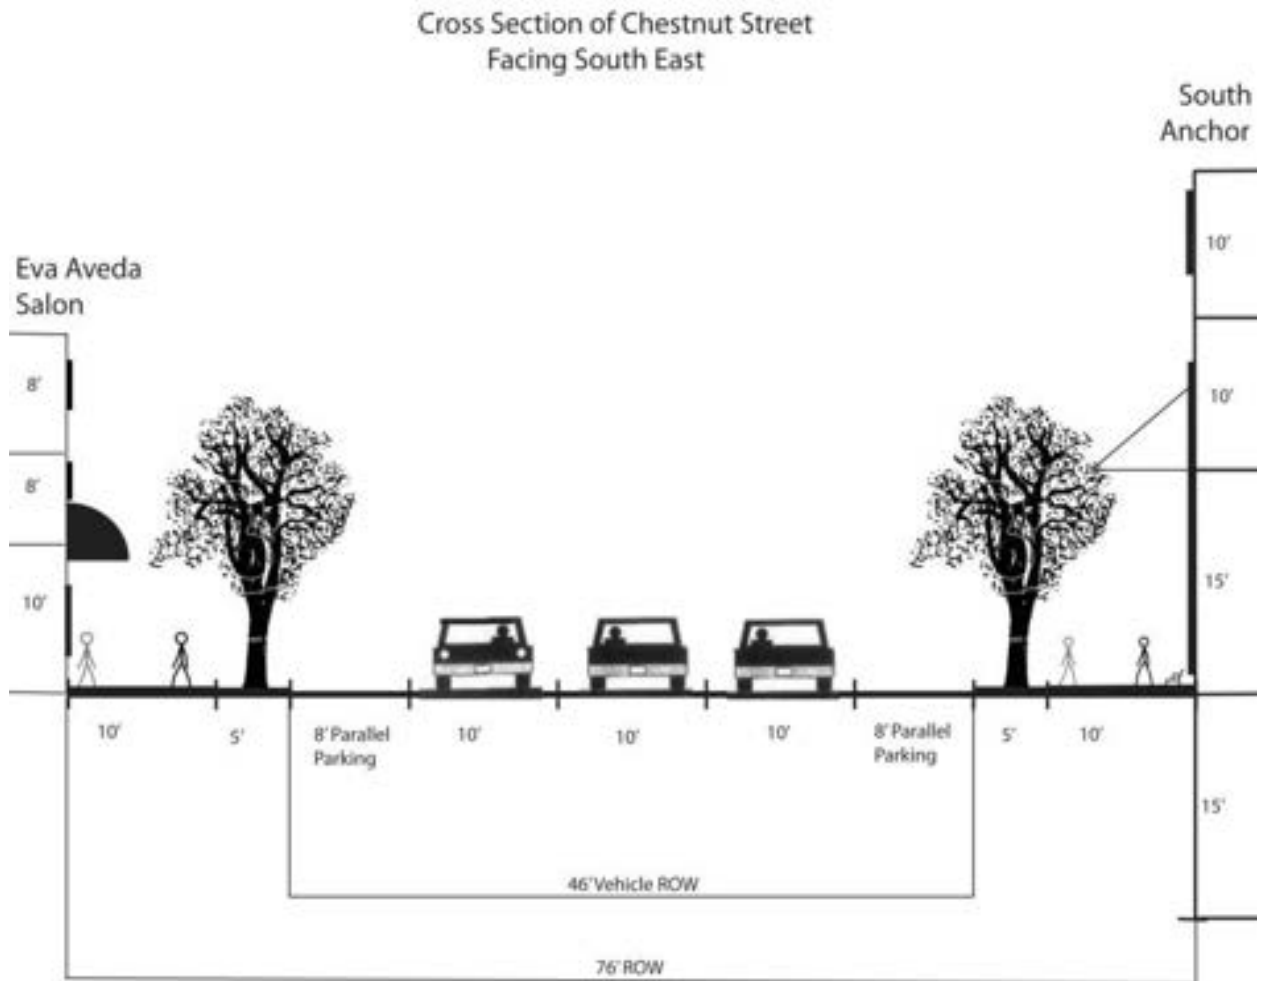 Cross Section of Chestnut Street
Facing South East
South
Anchor
10'
Eva Aveda
Salon
8'
10'
8'
10'
15'
10'
5'
8' Parallel
Parking
10'
10'
10'
8' Parallel
Parking
5'
10'
15'
46' Vehicle ROW
76' ROW